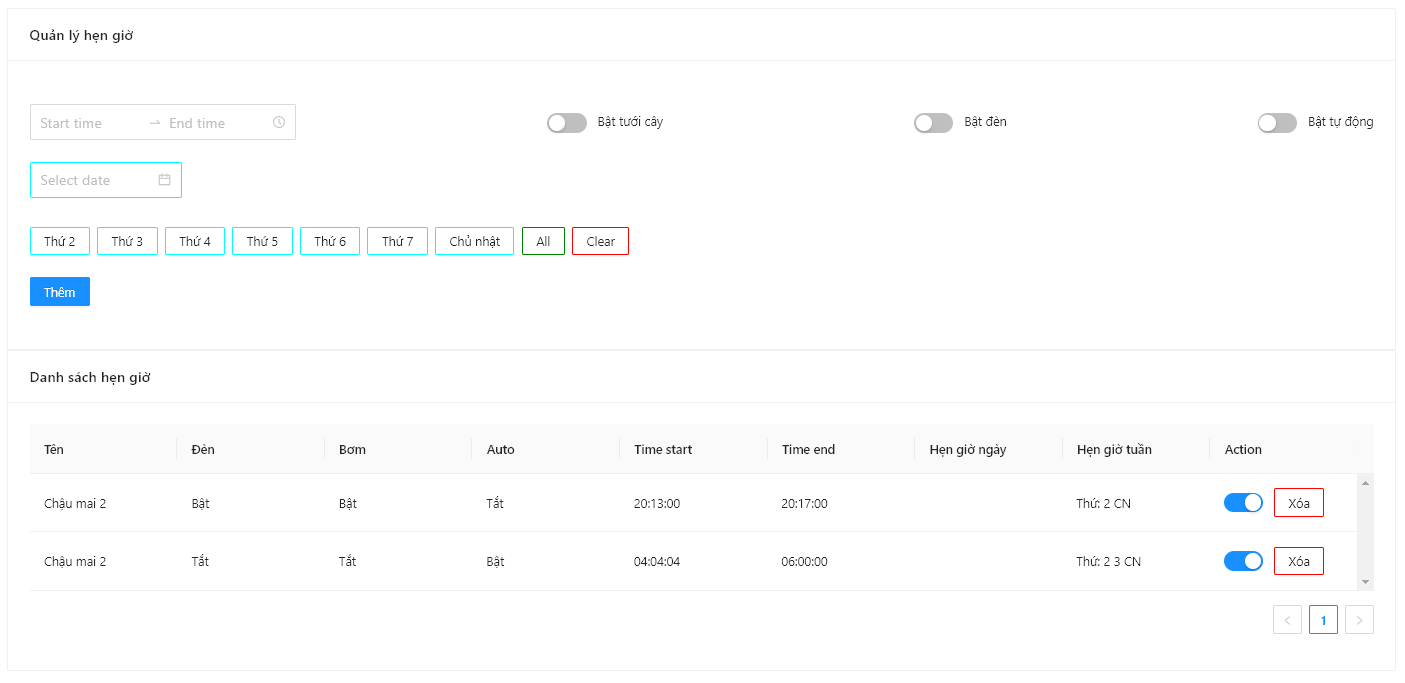 Quản lý hẹn giờ
Start time → End time Bật tưới cây Bật đèn Bật tự động
Select date
Thứ 2 Thứ 3 Thứ 4 Thứ 5 Thứ 6 Thứ 7 Chủ nhật All Clear
Thêm
Danh sách hẹn giờ
Tên Đèn Bơm Auto Time start Time end Hẹn giờ ngày Hẹn giờ tuần Action
Chậu mai 2 Bật Bật Tắt 20:13:00 20:17:00 Thứ: 2 CN Xóa
Chậu mai 2 Tắt Tắt Bật 04:04:04 06:00:00 Thứ: 2 3 CN Xóa
< 1 >